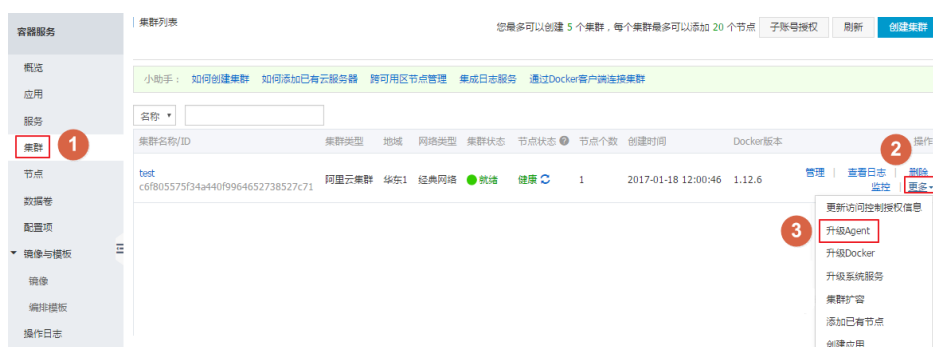 容器服务
集群列表
您最多可以创建 5 个集群，每个集群最多可以添加 20 个节点
子账号授权
刷新
创建集群
概览
应用
服务
集群
1
节点
数据卷
配置项
镜像与模板
镜像
编排模板
操作日志
小助手： 如何创建集群 如何添加已有云服务器 跨可用区节点管理 集成日志服务 通过Docker客户端连接集群
名称
集群名称/ID 集群类型 地域 网络类型 集群状态 节点状态 节点个数 创建时间 Docker版本 操作
2
test
c6f805575f34a440f9964652738527c71
阿里云集群 华东1 经典网络 就绪 健康 1 2017-01-18 12:00:46 1.12.6
管理 | 查看日志 | 删除
监控 | 更多
更新访问控制授权信息
3
升级Agent
升级Docker
升级系统服务
集群扩容
添加已有节点
创建应用